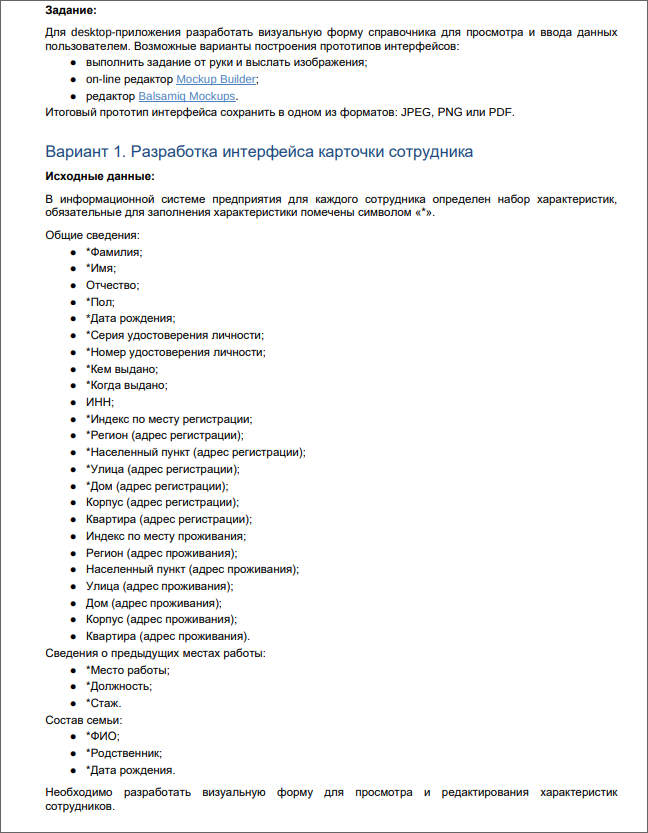 Задание:
Для desktop-приложения разработать визуальную форму справочника для просмотра и ввода данных
пользователем. Возможные варианты построения прототипов интерфейсов:
● выполнить задание от руки и выслать изображения;
● on-line редактор Mockup Builder;
● редактор Balsamiq Mockups.
Итоговый прототип интерфейса сохранить в одном из форматов: JPEG, PNG или PDF.
Вариант 1. Разработка интерфейса карточки сотрудника
Исходные данные:
В информационной системе предприятия для каждого сотрудника определен набор характеристик,
обязательные для заполнения характеристики помечены символом «*».
Общие сведения:
● *Фамилия;
● *Имя;
● Отчество;
● *Пол;
● *Дата рождения;
● *Серия удостоверения личности;
● *Номер удостоверения личности;
● *Кем выдано;
● *Когда выдано;
● ИНН;
● *Индекс по месту регистрации;
● *Регион (адрес регистрации);
● *Населенный пункт (адрес регистрации);
● *Улица (адрес регистрации);
● *Дом (адрес регистрации);
● Корпус (адрес регистрации);
● Квартира (адрес регистрации);
● Индекс по месту проживания;
● Регион (адрес проживания);
● Населенный пункт (адрес проживания);
● Улица (адрес проживания);
● Дом (адрес проживания);
● Корпус (адрес проживания);
● Квартира (адрес проживания).
Сведения о предыдущих местах работы:
● *Место работы;
● *Должность;
● *Стаж.
Состав семьи:
● *ФИО;
● *Родственник;
● *Дата рождения.
Необходимо разработать визуальную форму для просмотра и редактирования характеристик
сотрудников.